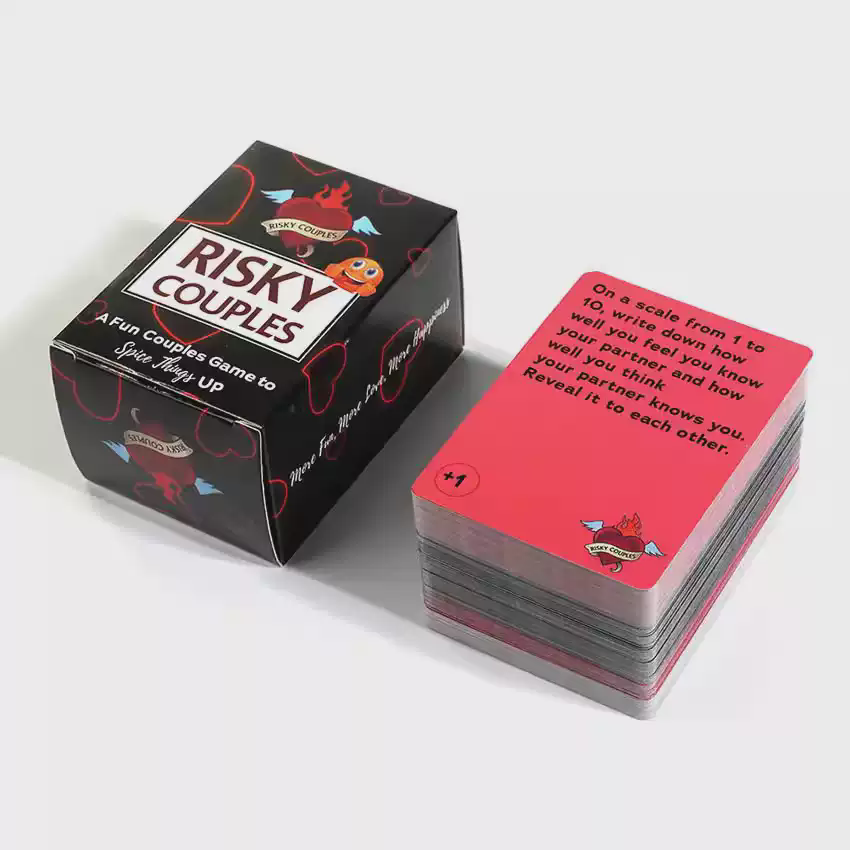 RISKY COUPLES
RISKY
COUPLES
A Fun Couples Game to
Spice Things UP
More Fun, More Love, More Happiness
RISKY COUPLES
On a scale from 1 to
10, write down how
well you feel you know
your partner and how
well you think
your partner knows you.
Reveal it to each other.
+1
RISKY COUPLES